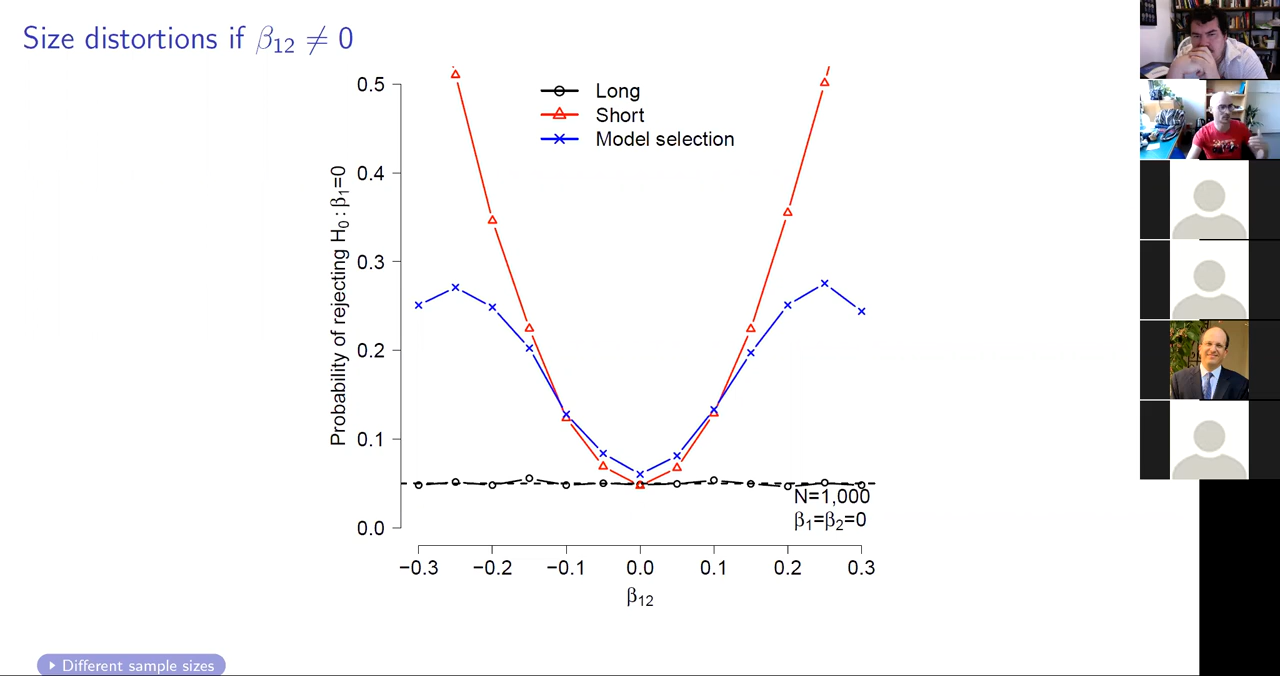 Size distortions if β₁₂ ≠ 0
Long
Short
Model selection
Probability of rejecting H₀ : β₁=0
0.5
0.4
0.3
0.2
0.1
0.0
N=1,000
β₁=β₂=0
−0.3 −0.2 −0.1 0.0 0.1 0.2 0.3
β₁₂
Different sample sizes